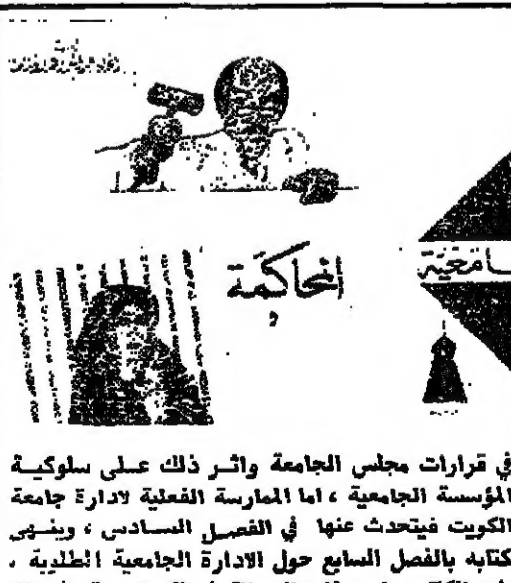 المحاكمة
في قرارات مجلس الجامعة واثر ذلك على سلوكية
المؤسسة الجامعية ، اما الممارسة الفعلية لادارة جامعة
الكويت فيتحدث عنها في الفصل السادس ، وينهى
كتابه بالفصل السابع حول الادارة الجامعية الطلابية .